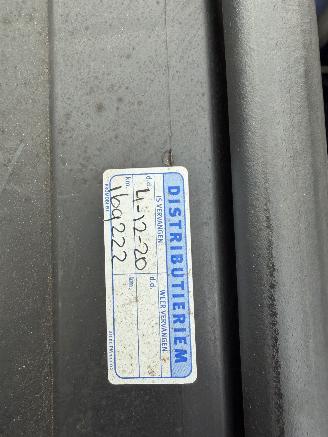 DISTRIBUTIERIEM
IS VERVANGEN
WEER VERVANGEN
d.d. 4-12-20
d.d.
km. 169222
km.